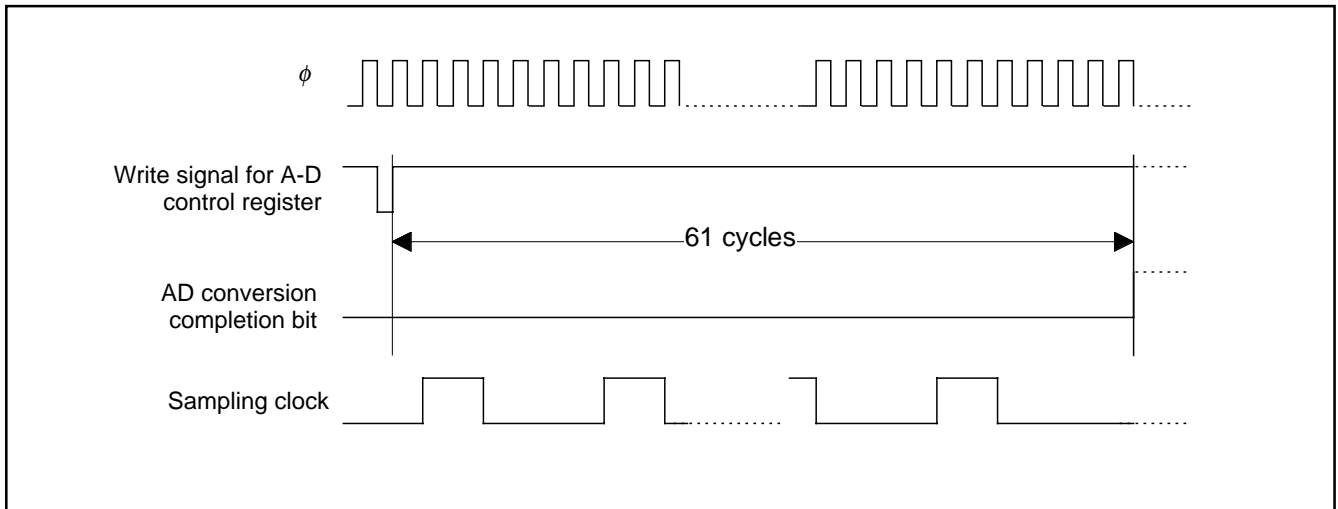 ϕ
Write signal for A-D
control register
61 cycles
AD conversion
completion bit
Sampling clock